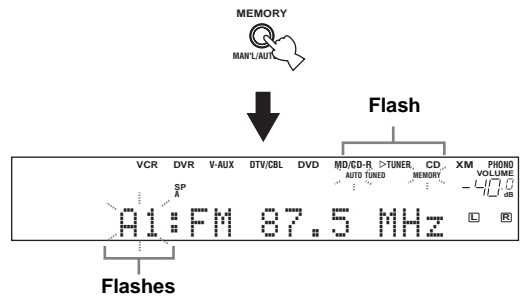 MEMORY
MAN'L/AUT
Flash
VCR DVR V-AUX DTV/CBL DVD MD/CD-R ▷TUNER CD XM PHONO
AUTO TUNED MEMORY VOLUME
SP
A
-40.0
dB
A1:FM 87.5 MHz L R
Flashes